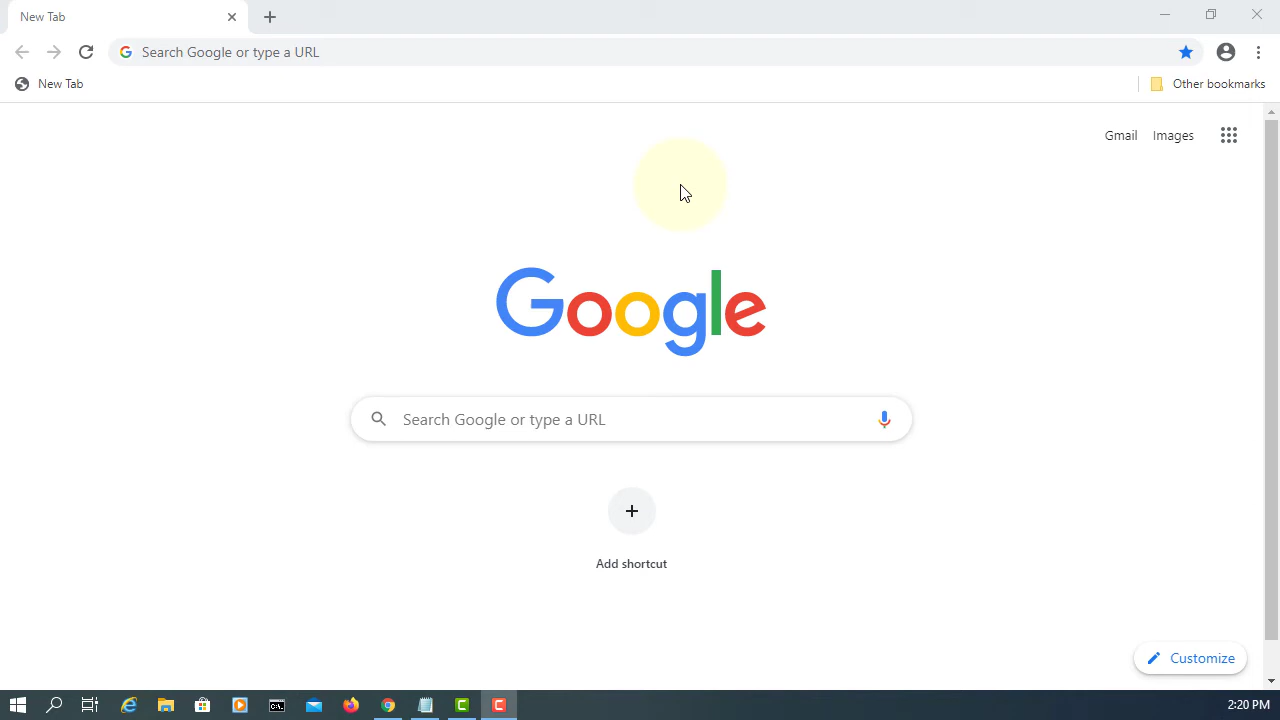 New Tab
Search Google or type a URL
New Tab
Other bookmarks
Gmail Images
Google
Search Google or type a URL
Add shortcut
Customize
2:20 PM